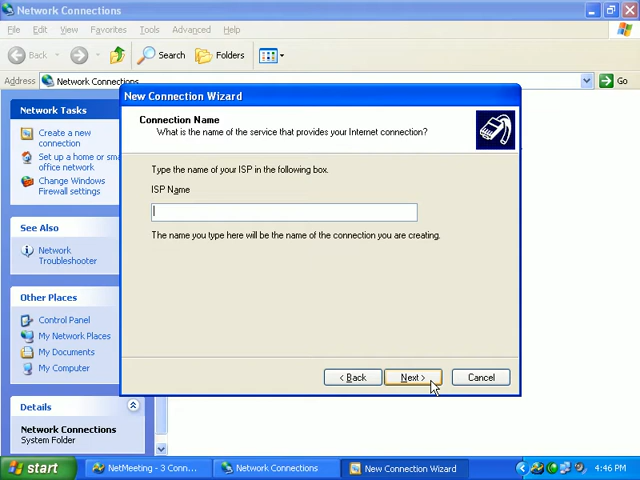 Network Connections
File Edit View Favorites Tools Advanced Help
Back Search Folders
Address Network Connections Go
Network Tasks
Create a new
connection
Set up a home or sma
office network
Change Windows
Firewall settings
See Also
Network
Troubleshooter
Other Places
Control Panel
My Network Places
My Documents
My Computer
Details
Network Connections
System Folder
New Connection Wizard
Connection Name
What is the name of the service that provides your Internet connection?
Type the name of your ISP in the following box.
ISP Name
The name you type here will be the name of the connection you are creating.
< Back Next > Cancel
start NetMeeting - 3 Conn... Network Connections New Connection Wizard 4:46 PM